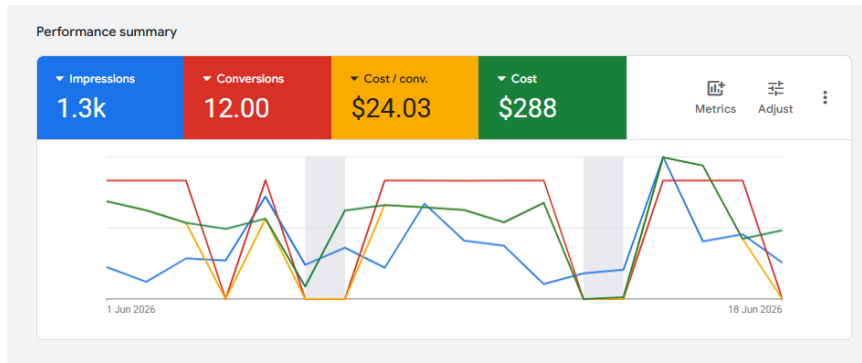 Performance summary
Impressions
1.3k
Conversions
12.00
Cost / conv.
$24.03
Cost
$288
Metrics
Adjust
1 Jun 2026
18 Jun 2026